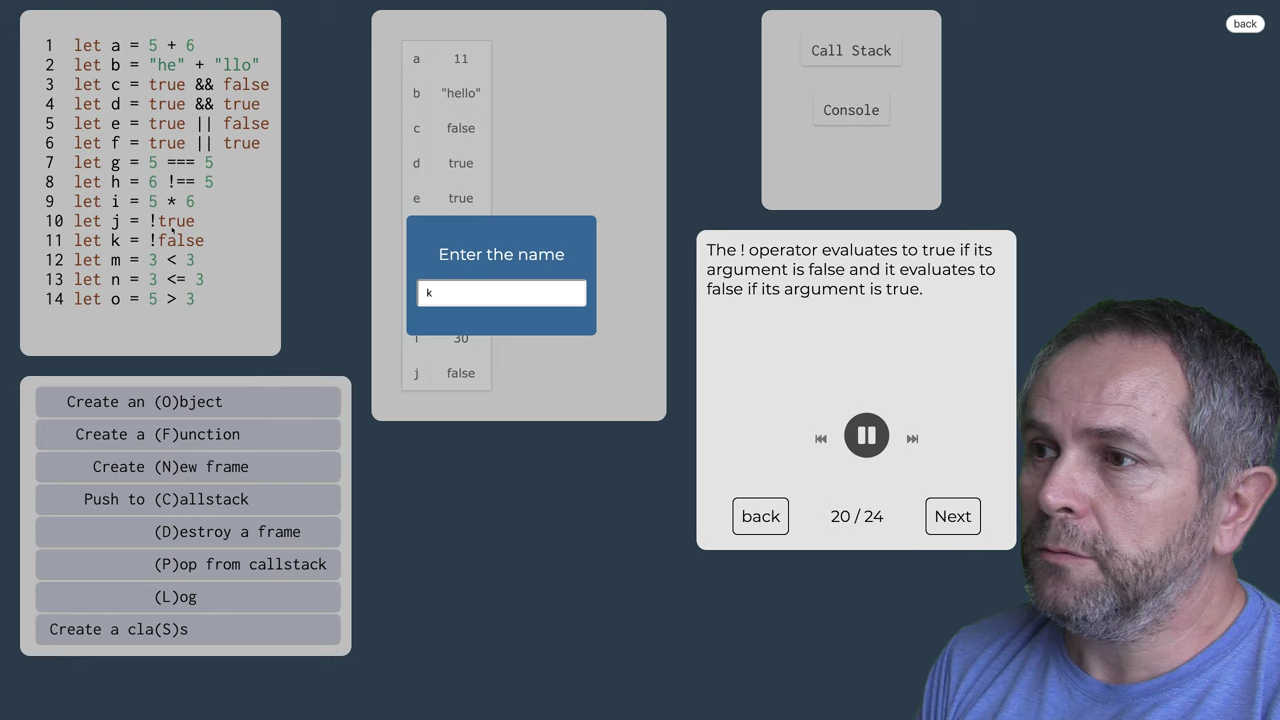 1 let a = 5 + 6
2 let b = "he" + "llo"
3 let c = true && false
4 let d = true && true
5 let e = true || false
6 let f = true || true
7 let g = 5 === 5
8 let h = 6 !== 5
9 let i = 5 * 6
10 let j = !true
11 let k = !false
12 let m = 3 < 3
13 let n = 3 <= 3
14 let o = 5 > 3
Create an (O)bject
Create a (F)unction
Create (N)ew frame
Push to (C)allstack
(D)estroy a frame
(P)op from callstack
(L)og
Create a cla(S)s
a 11
b "hello"
c false
d true
e true
Enter the name
k
30
j false
Call Stack
Console
back
The ! operator evaluates to true if its
argument is false and it evaluates to
false if its argument is true.
back 20 / 24 Next